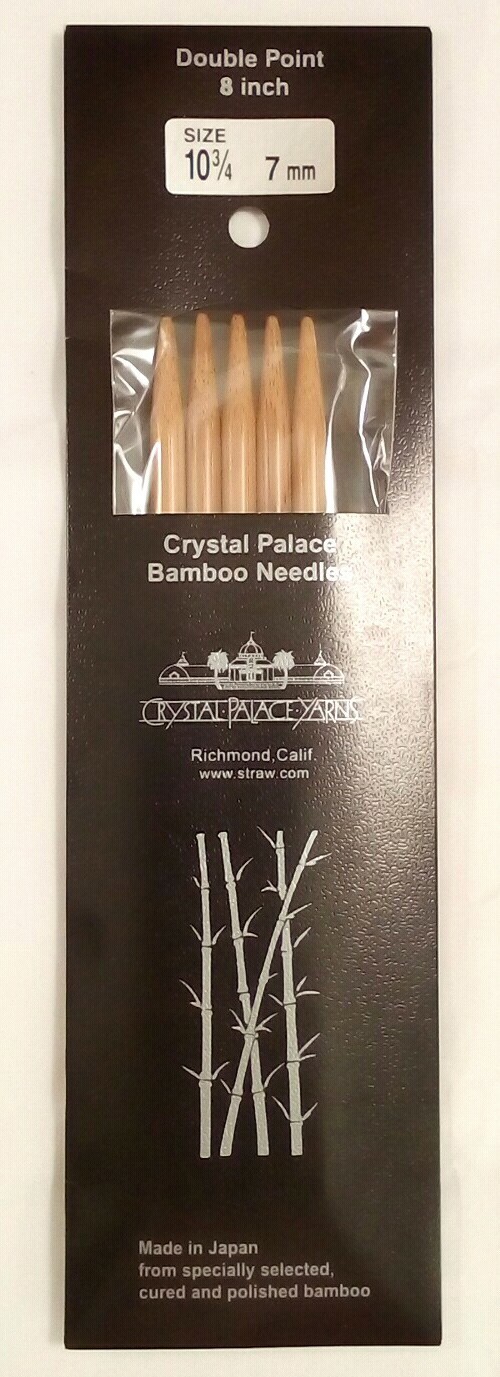 Double Point
8 inch
SIZE
10¾ 7 mm
Crystal Palace
Bamboo Needles
CRYSTAL·PALACE·YARNS
Richmond, Calif.
www.straw.com
Made in Japan
from specially selected,
cured and polished bamboo